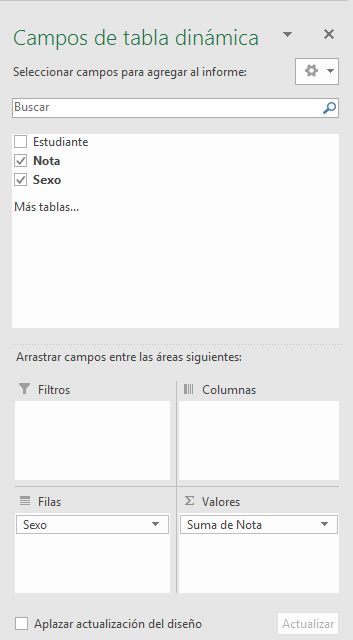 Campos de tabla dinámica
Seleccionar campos para agregar al informe:
Buscar
Estudiante
Nota
Sexo
Más tablas...
Arrastrar campos entre las áreas siguientes:
Filtros
Columnas
Filas
Valores
Sexo
Suma de Nota
Aplazar actualización del diseño
Actualizar